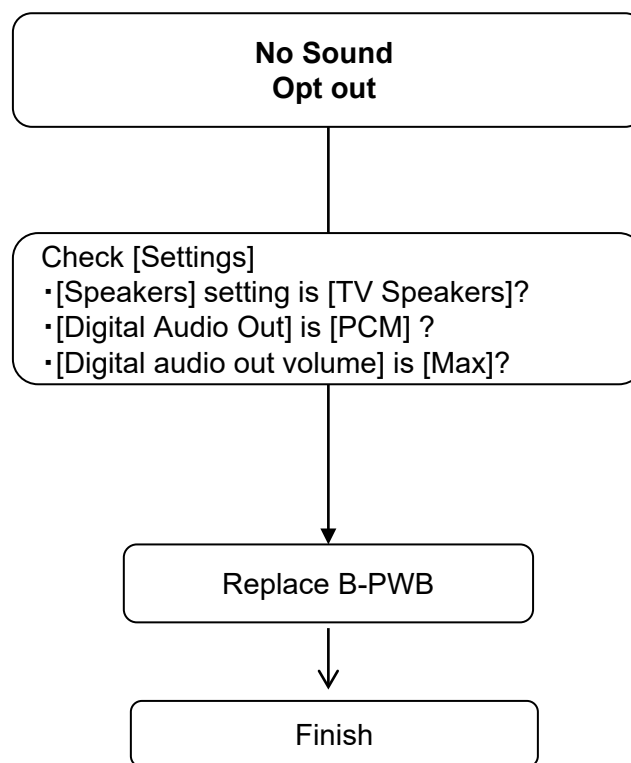 No Sound
Opt out
Check [Settings]
・[Speakers] setting is [TV Speakers]?
・[Digital Audio Out] is [PCM] ?
・[Digital audio out volume] is [Max]?
Replace B-PWB
Finish